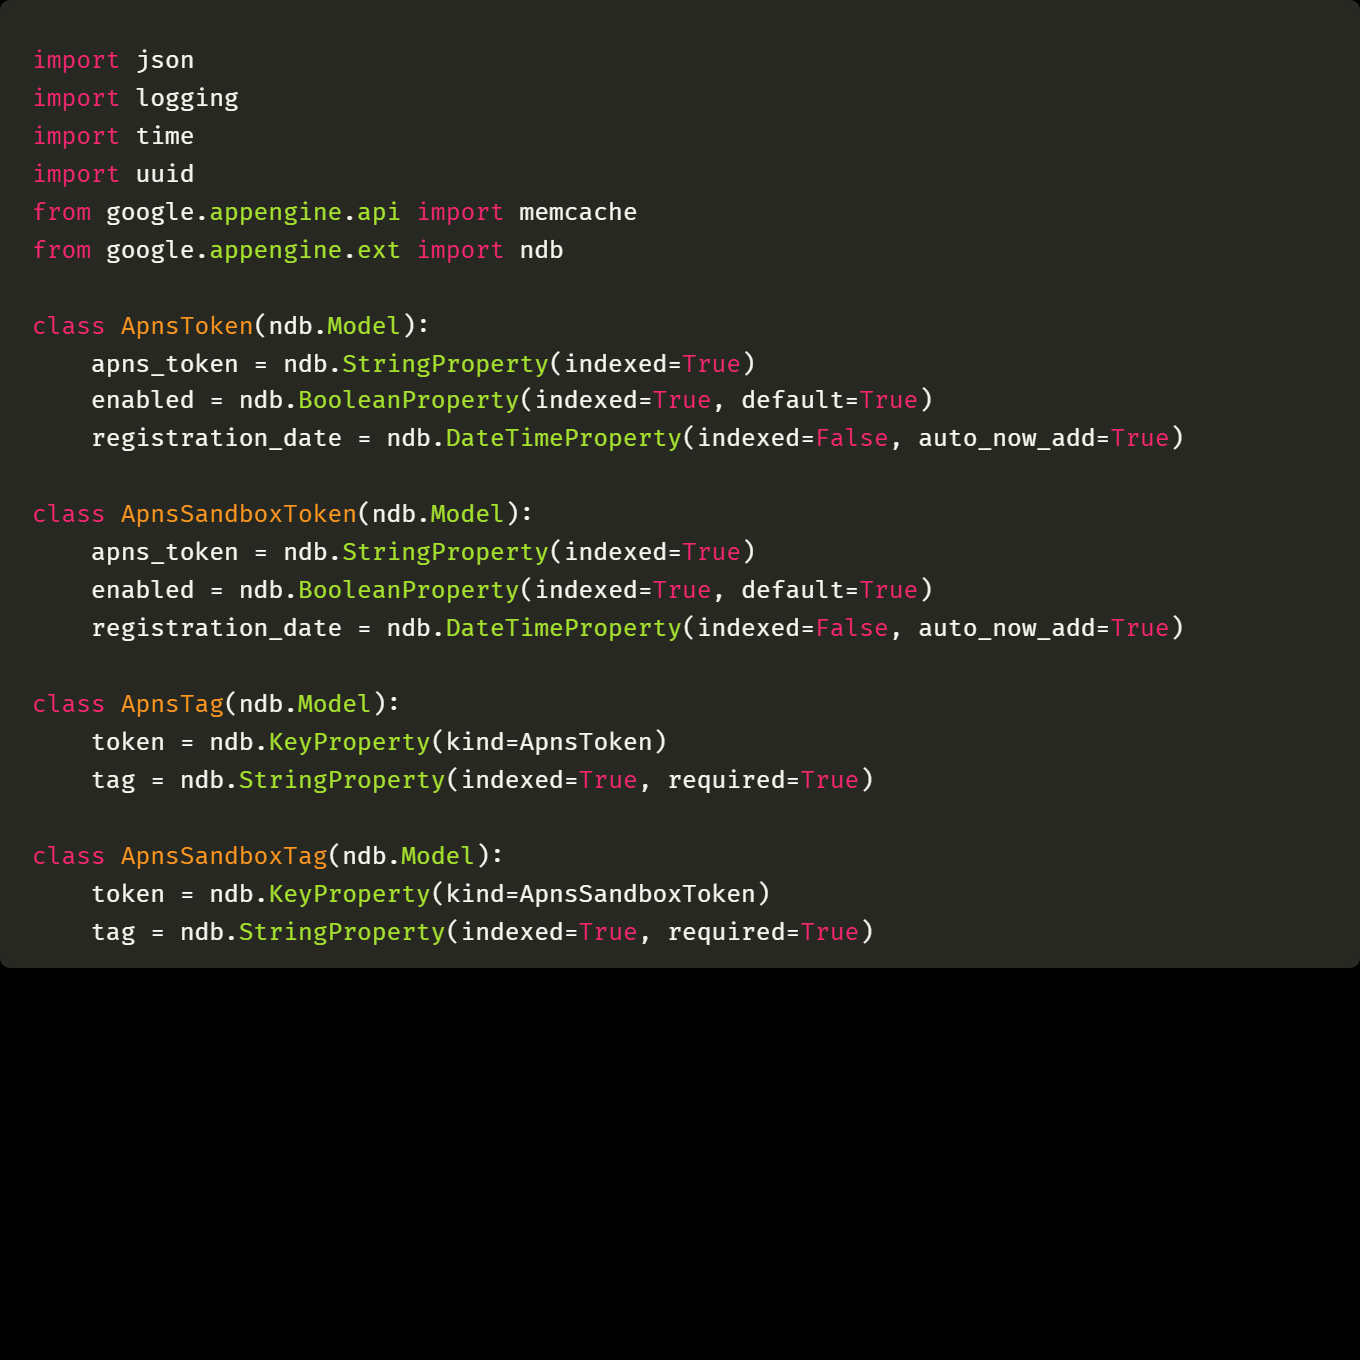 import json
import logging
import time
import uuid
from google.appengine.api import memcache
from google.appengine.ext import ndb

class ApnsToken(ndb.Model):
    apns_token = ndb.StringProperty(indexed=True)
    enabled = ndb.BooleanProperty(indexed=True, default=True)
    registration_date = ndb.DateTimeProperty(indexed=False, auto_now_add=True)

class ApnsSandboxToken(ndb.Model):
    apns_token = ndb.StringProperty(indexed=True)
    enabled = ndb.BooleanProperty(indexed=True, default=True)
    registration_date = ndb.DateTimeProperty(indexed=False, auto_now_add=True)

class ApnsTag(ndb.Model):
    token = ndb.KeyProperty(kind=ApnsToken)
    tag = ndb.StringProperty(indexed=True, required=True)

class ApnsSandboxTag(ndb.Model):
    token = ndb.KeyProperty(kind=ApnsSandboxToken)
    tag = ndb.StringProperty(indexed=True, required=True)